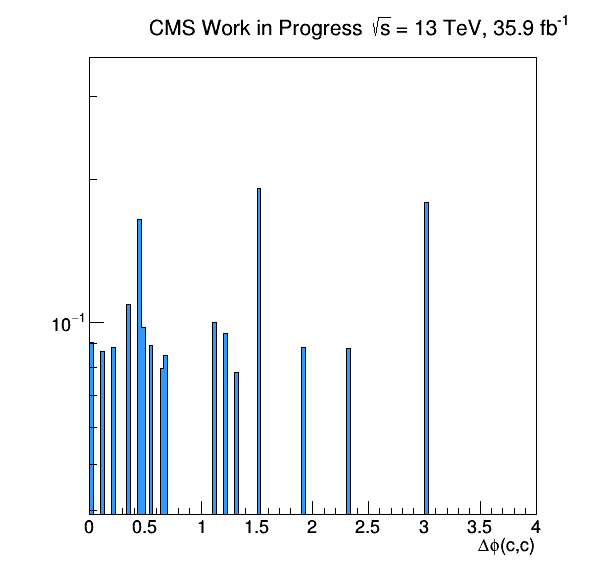 CMS Work in Progress √s = 13 TeV, 35.9 fb⁻¹
10⁻¹
0 0.5 1 1.5 2 2.5 3 3.5 4
Δϕ(c,c)